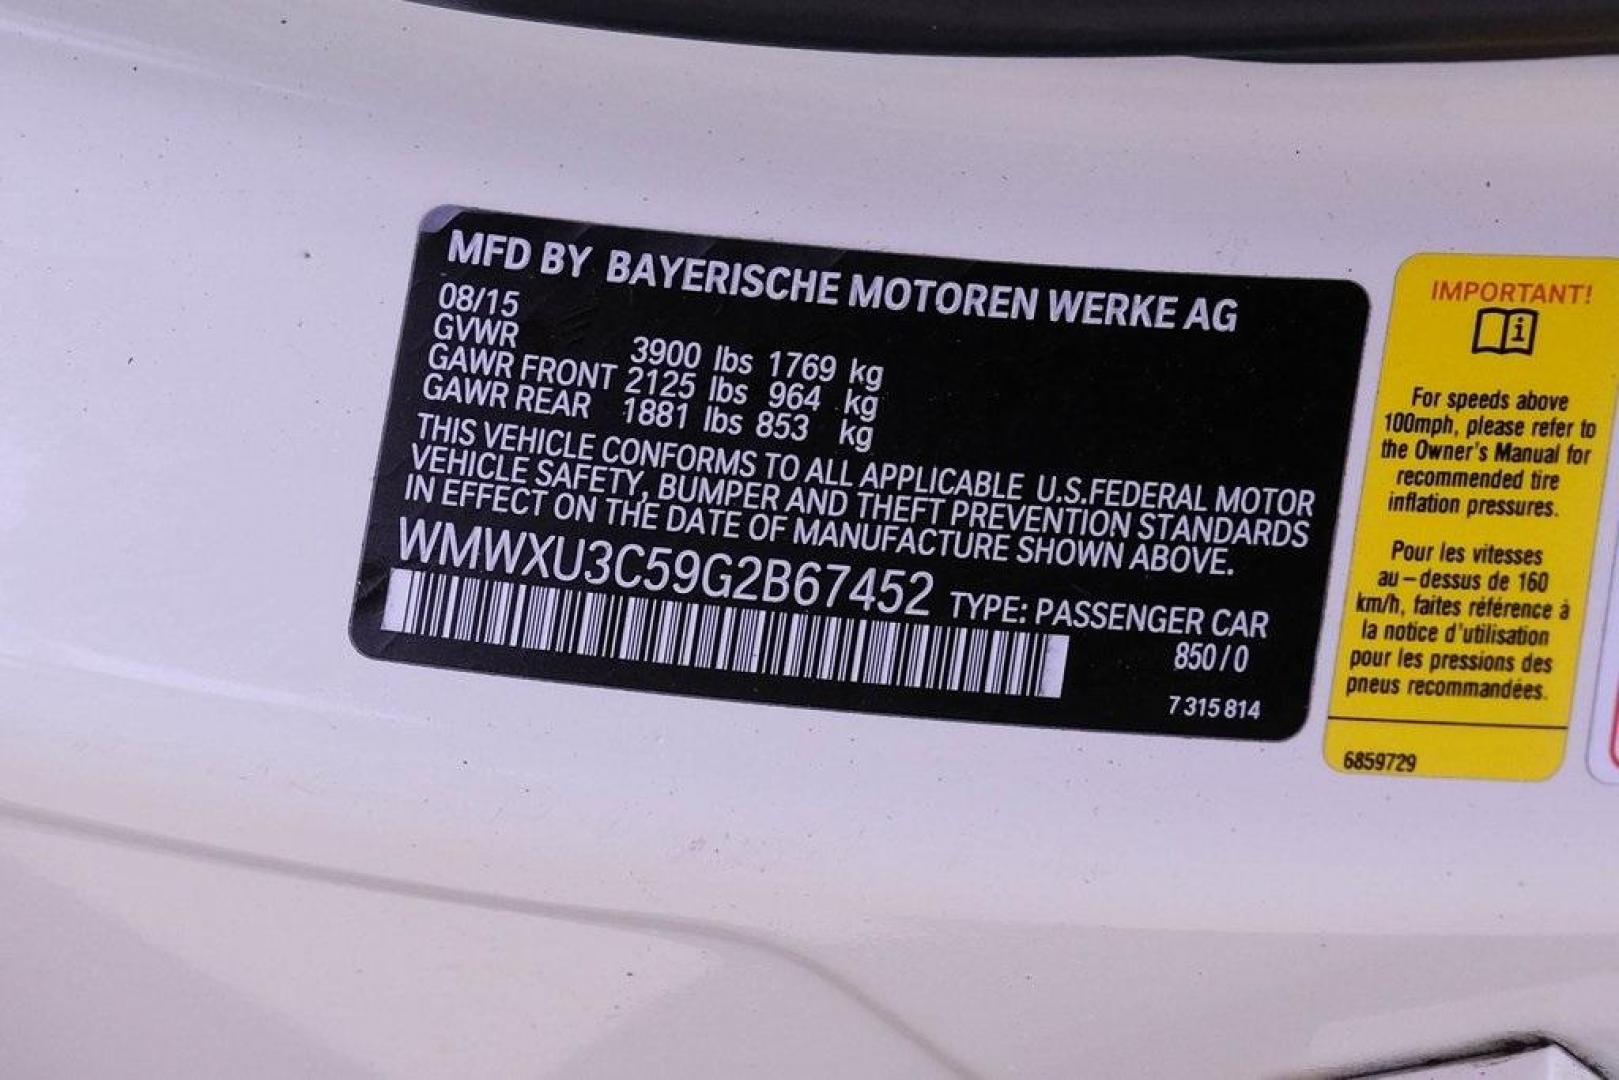 MFD BY BAYERISCHE MOTOREN WERKE AG
08/15
GVWR 3900 lbs 1769 kg
GAWR FRONT 2125 lbs 964 kg
GAWR REAR 1881 lbs 853 kg
THIS VEHICLE CONFORMS TO ALL APPLICABLE U.S.FEDERAL MOTOR
VEHICLE SAFETY, BUMPER AND THEFT PREVENTION STANDARDS
IN EFFECT ON THE DATE OF MANUFACTURE SHOWN ABOVE.
WMWXU3C59G2B67452 TYPE: PASSENGER CAR
850/0
7 315 814
IMPORTANT!
i
For speeds above
100mph, please refer to
the Owner's Manual for
recommended tire
inflation pressures.
Pour les vitesses
au – dessus de 160
km/h, faites référence à
la notice d'utilisation
pour les pressions des
pneus recommandées.
6859729